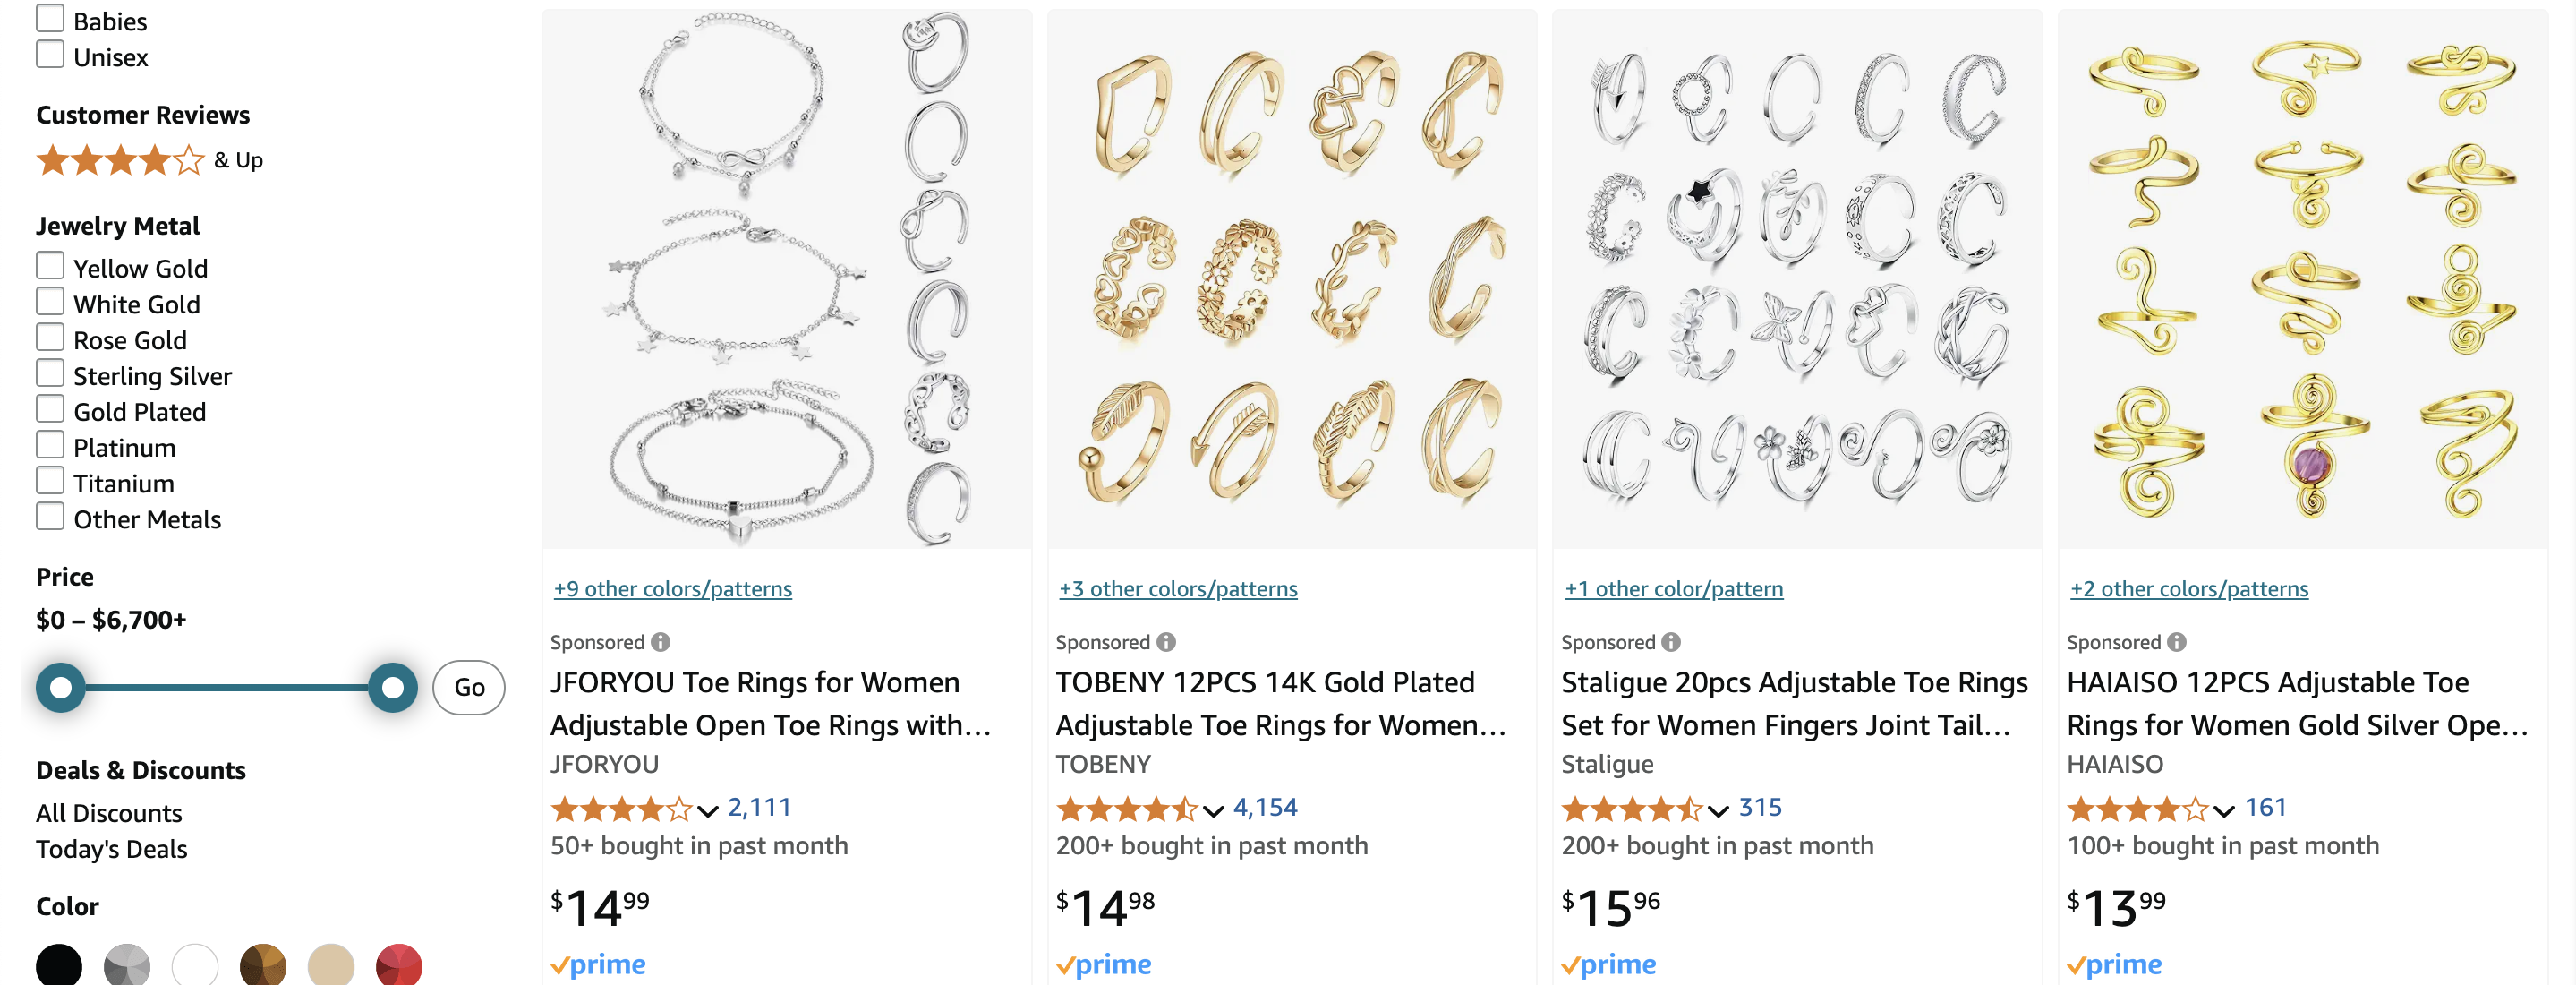 Babies
Unisex
Customer Reviews
& Up
Jewelry Metal
Yellow Gold
White Gold
Rose Gold
Sterling Silver
Gold Plated
Platinum
Titanium
Other Metals
Price
$0 – $6,700+
Go
Deals & Discounts
All Discounts
Today's Deals
Color
+9 other colors/patterns
Sponsored
JFORYOU Toe Rings for Women
Adjustable Open Toe Rings with…
JFORYOU
2,111
50+ bought in past month
$14.99
prime
+3 other colors/patterns
Sponsored
TOBENY 12PCS 14K Gold Plated
Adjustable Toe Rings for Women…
TOBENY
4,154
200+ bought in past month
$14.98
prime
+1 other color/pattern
Sponsored
Staligue 20pcs Adjustable Toe Rings
Set for Women Fingers Joint Tail…
Staligue
315
200+ bought in past month
$15.96
prime
+2 other colors/patterns
Sponsored
HAIAISO 12PCS Adjustable Toe
Rings for Women Gold Silver Ope…
HAIAISO
161
100+ bought in past month
$13.99
prime